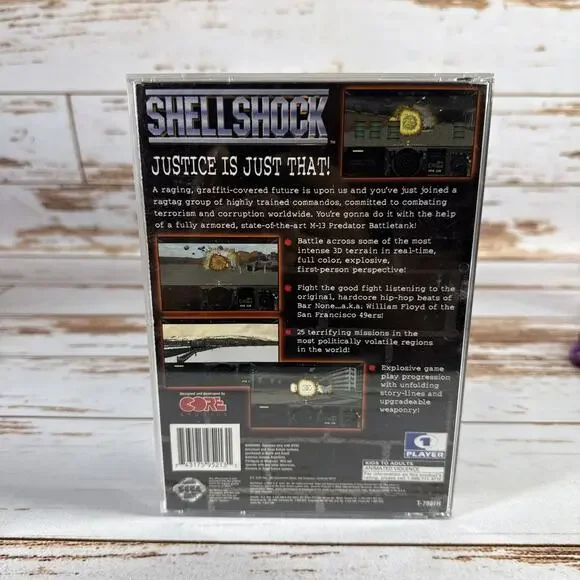 SHELLSHOCK
JUSTICE IS JUST THAT!
A raging, graffiti-covered future is upon us and you've just joined a
ragtag group of highly trained commandos, committed to combating
terrorism and corruption worldwide. You're gonna do it with the help
of a fully armored, state-of-the-art M-13 Predator Battletank!
Battle across some of the most
intense 3D terrain in real-time,
full color, explosive,
first-person perspective!
Fight the good fight listening to the
original, hardcore hip-hop beats of
Bar None...a.k.a. William Floyd of the
San Francisco 49ers!
25 terrifying missions in the
most politically volatile regions
in the world!
Explosive game
play progression
with unfolding
story-lines and
upgradeable
weaponry!
Designed and developed by
CORE
1
PLAYER
KIDS TO ADULTS
ANIMATED VIOLENCE